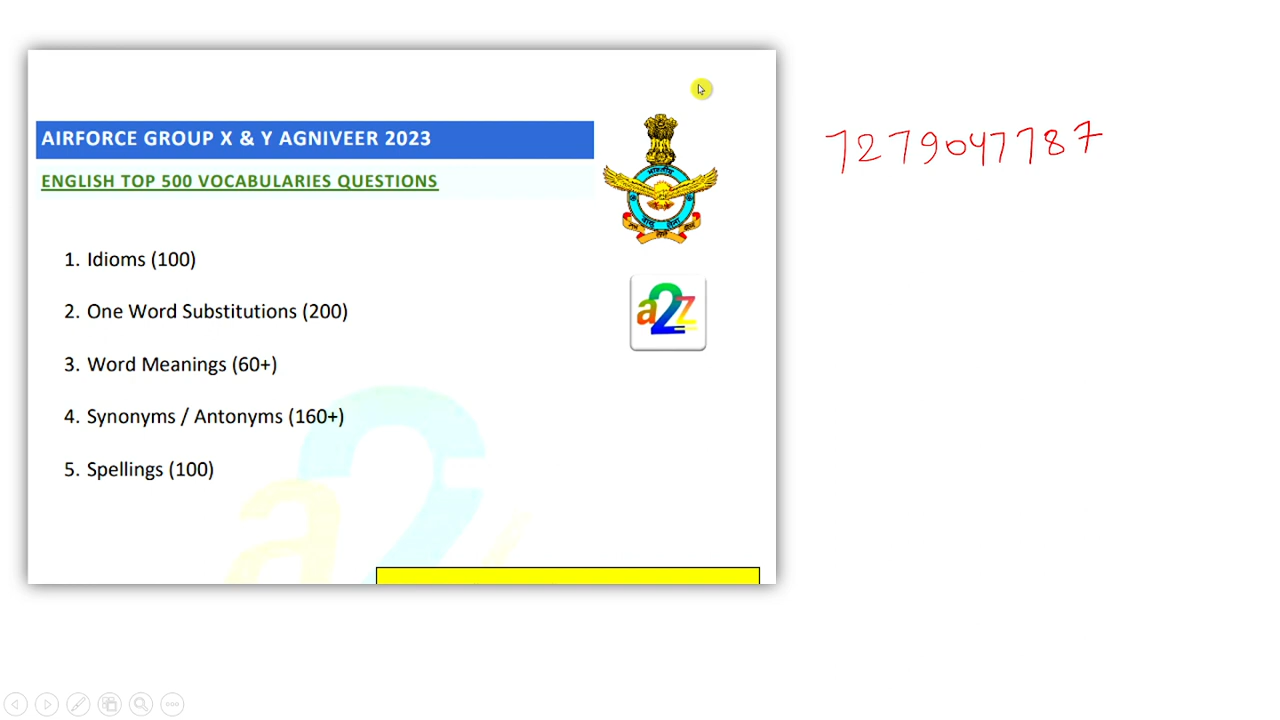 AIRFORCE GROUP X & Y AGNIVEER 2023
ENGLISH TOP 500 VOCABULARIES QUESTIONS
7279047787
1. Idioms (100)
2. One Word Substitutions (200)
3. Word Meanings (60+)
4. Synonyms / Antonyms (160+)
5. Spellings (100)
a2z
a2z